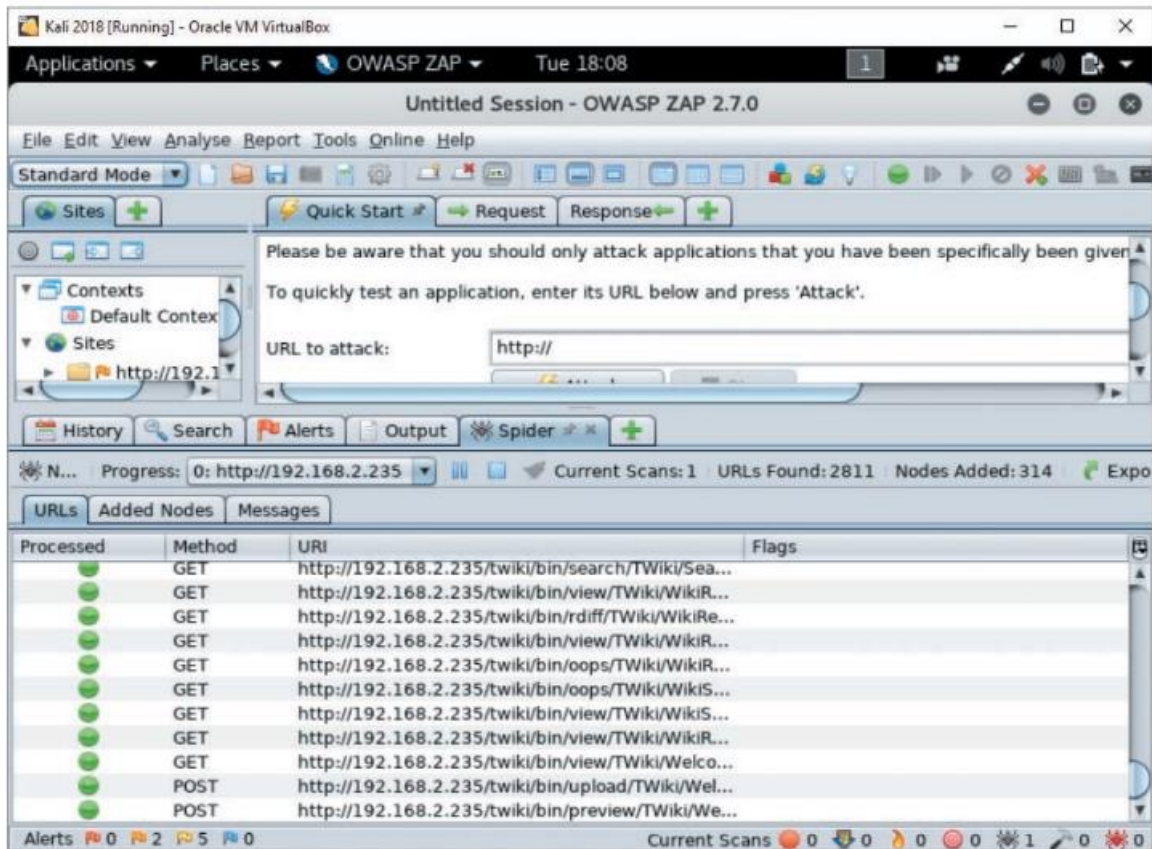 Kali 2018 [Running] - Oracle VM VirtualBox
Applications Places OWASP ZAP Tue 18:08 1
Untitled Session - OWASP ZAP 2.7.0
File Edit View Analyse Report Tools Online Help
Standard Mode
Sites Quick Start Request Response
Please be aware that you should only attack applications that you have been specifically been given
To quickly test an application, enter its URL below and press 'Attack'.
Contexts
Default Contex
Sites
http://192.1
URL to attack: http://
History Search Alerts Output Spider
N... Progress: 0: http://192.168.2.235 Current Scans: 1 URLs Found: 2811 Nodes Added: 314 Expo
URLs Added Nodes Messages
Processed Method URI Flags
GET http://192.168.2.235/twiki/bin/search/TWiki/Sea...
GET http://192.168.2.235/twiki/bin/view/TWiki/WikiR...
GET http://192.168.2.235/twiki/bin/rdiff/TWiki/WikiRe...
GET http://192.168.2.235/twiki/bin/view/TWiki/WikiR...
GET http://192.168.2.235/twiki/bin/oops/TWiki/WikiR...
GET http://192.168.2.235/twiki/bin/oops/TWiki/WikiS...
GET http://192.168.2.235/twiki/bin/view/TWiki/WikiS...
GET http://192.168.2.235/twiki/bin/view/TWiki/WikiR...
GET http://192.168.2.235/twiki/bin/view/TWiki/Welco...
POST http://192.168.2.235/twiki/bin/upload/TWiki/Wel...
POST http://192.168.2.235/twiki/bin/preview/TWiki/We...
Alerts 0 2 5 0 Current Scans 0 0 0 0 1 0 0